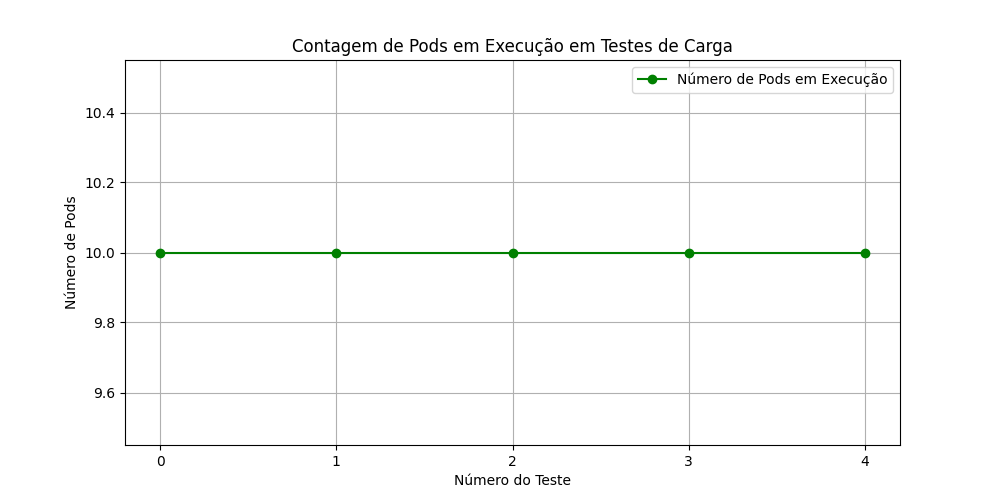 Contagem de Pods em Execução em Testes de Carga
Número de Pods em Execução
10.4
10.2
10.0
9.8
9.6
Número de Pods
0 1 2 3 4
Número do Teste